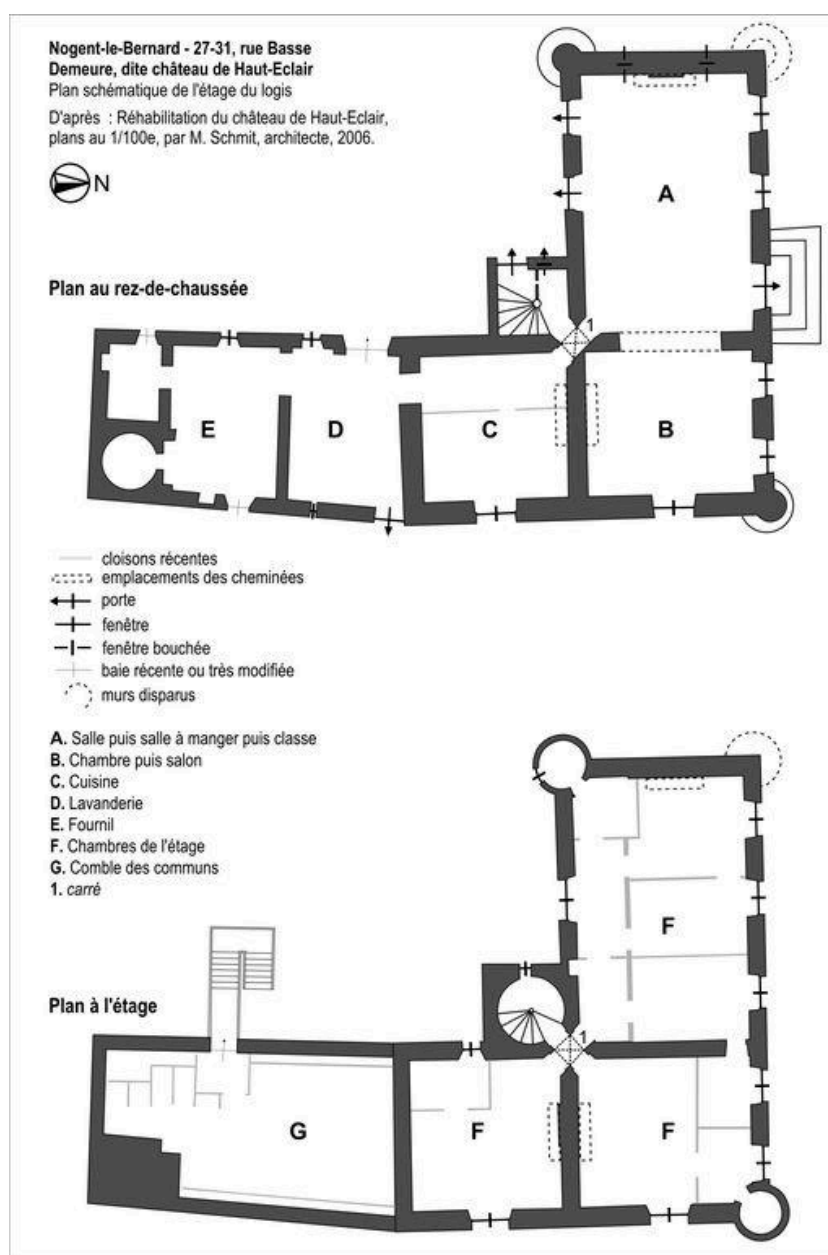 Nogent-le-Bernard - 27-31, rue Basse
Demeure, dite château de Haut-Eclair
Plan schématique de l'étage du logis
D'après : Réhabilitation du château de Haut-Eclair,
plans au 1/100e, par M. Schmit, architecte, 2006.
N
A
1
Plan au rez-de-chaussée
E
D
C
B
cloisons récentes
emplacements des cheminées
porte
fenêtre
fenêtre bouchée
baie récente ou très modifiée
murs disparus
A. Salle puis salle à manger puis classe
B. Chambre puis salon
C. Cuisine
D. Lavanderie
E. Fournil
F. Chambres de l'étage
G. Comble des communs
1. carré
F
Plan à l'étage
1
G
F
F